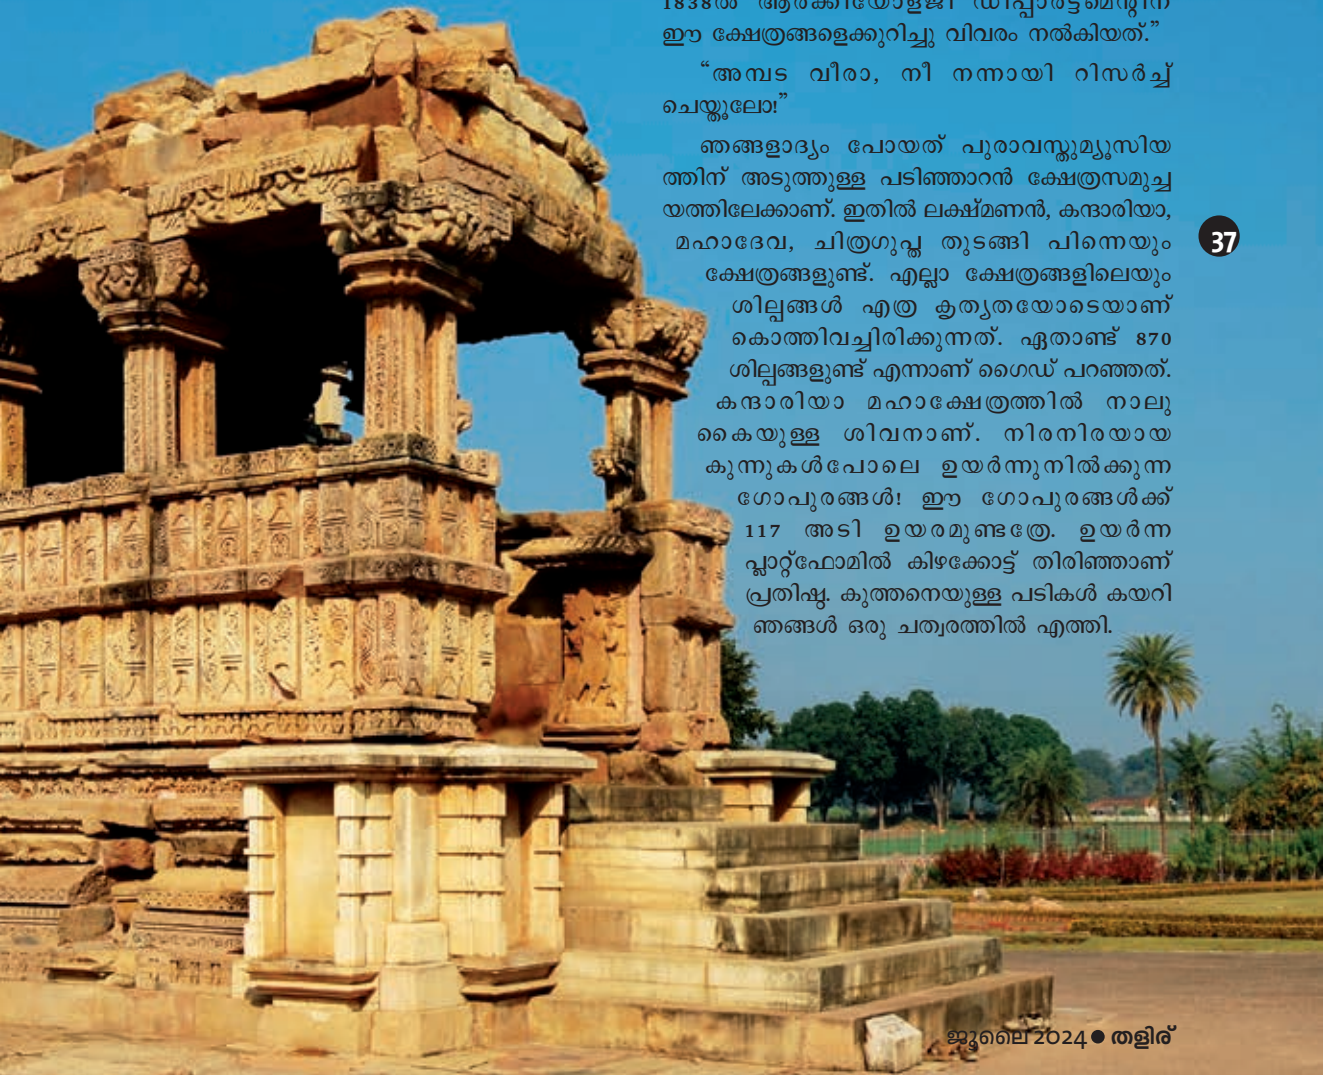 1838ൽ ആർക്കിയോളജി ഡിപ്പാർട്ട്മെന്റിന്
ഈ ക്ഷേത്രങ്ങളെക്കുറിച്ചു വിവരം നൽകിയത്.”
“അമ്പട വീരാ, നീ നന്നായി റിസർച്ച്
ചെയ്തൂലോ!”
ഞങ്ങളാദ്യം പോയത് പുരാവസ്തുമ്യൂസിയ
ത്തിന് അടുത്തുള്ള പടിഞ്ഞാറൻ ക്ഷേത്രസമുച്ച
യത്തിലേക്കാണ്. ഇതിൽ ലക്ഷ്മണൻ, കന്ദാരിയാ,
മഹാദേവ, ചിത്രഗുപ്ത തുടങ്ങി പിന്നെയും
ക്ഷേത്രങ്ങളുണ്ട്. എല്ലാ ക്ഷേത്രങ്ങളിലെയും
ശില്പങ്ങൾ എത്ര കൃത്യതയോടെയാണ്
കൊത്തിവച്ചിരിക്കുന്നത്. ഏതാണ്ട് 870
ശില്പങ്ങളുണ്ട് എന്നാണ് ഗൈഡ് പറഞ്ഞത്.
കന്ദാരിയാ മഹാക്ഷേത്രത്തിൽ നാലു
കൈയുള്ള ശിവനാണ്. നിരനിരയായ
കുന്നുകൾപോലെ ഉയർന്നുനിൽക്കുന്ന
ഗോപുരങ്ങൾ! ഈ ഗോപുരങ്ങൾക്ക്
117 അടി ഉയരമുണ്ടത്രേ. ഉയർന്ന
പ്ലാറ്റ്ഫോമിൽ കിഴക്കോട്ട് തിരിഞ്ഞാണ്
പ്രതിഷ്ഠ. കുത്തനെയുള്ള പടികൾ കയറി
ഞങ്ങൾ ഒരു ചത്വരത്തിൽ എത്തി.
37
ജൂലൈ 2024 ● തളിര്